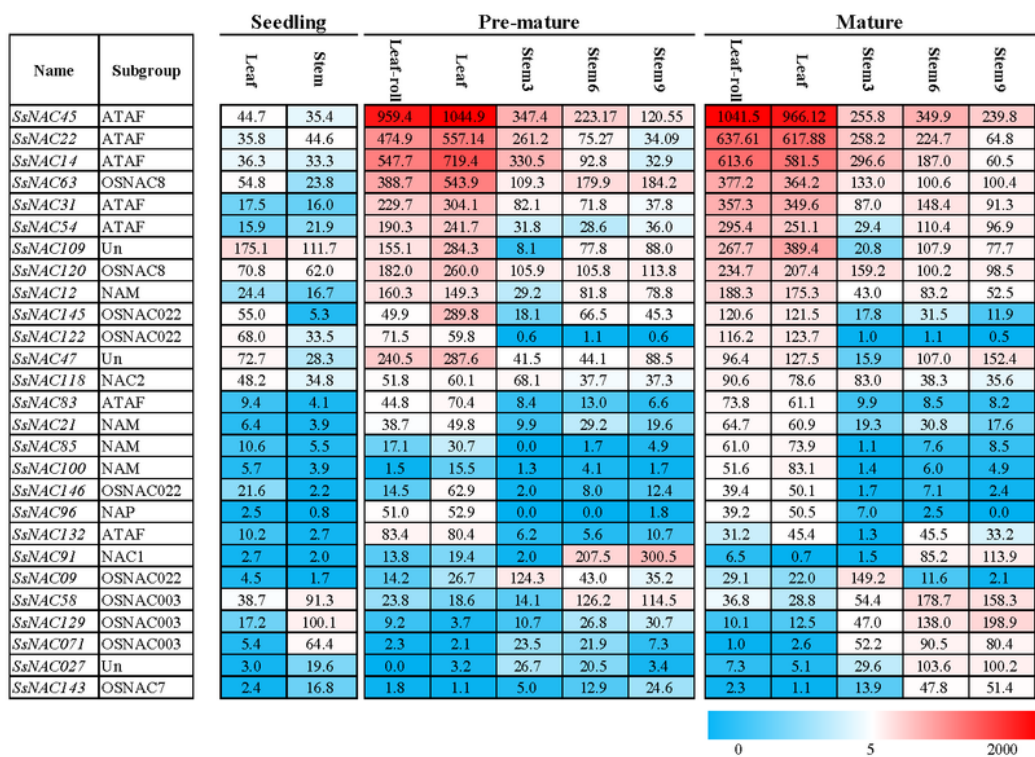 Seedling Pre-mature Mature
Name Subgroup Leaf Stem Leaf-roll Leaf Stem3 Stem6 Stem9 Leaf-roll Leaf Stem3 Stem6 Stem9
SsNAC45 ATAF 44.7 35.4 959.4 1044.9 347.4 223.17 120.55 1041.5 966.12 255.8 349.9 239.8
SsNAC22 ATAF 35.8 44.6 474.9 557.14 261.2 75.27 34.09 637.61 617.88 258.2 224.7 64.8
SsNAC14 ATAF 36.3 33.3 547.7 719.4 330.5 92.8 32.9 613.6 581.5 296.6 187.0 60.5
SsNAC63 OSNAC8 54.8 23.8 388.7 543.9 109.3 179.9 184.2 377.2 364.2 133.0 100.6 100.4
SsNAC31 ATAF 17.5 16.0 229.7 304.1 82.1 71.8 37.8 357.3 349.6 87.0 148.4 91.3
SsNAC54 ATAF 15.9 21.9 190.3 241.7 31.8 28.6 36.0 295.4 251.1 29.4 110.4 96.9
SsNAC109 Un 175.1 111.7 155.1 284.3 8.1 77.8 88.0 267.7 389.4 20.8 107.9 77.7
SsNAC120 OSNAC8 70.8 62.0 182.0 260.0 105.9 105.8 113.8 234.7 207.4 159.2 100.2 98.5
SsNAC12 NAM 24.4 16.7 160.3 149.3 29.2 81.8 78.8 188.3 175.3 43.0 83.2 52.5
SsNAC145 OSNAC022 55.0 5.3 49.9 289.8 18.1 66.5 45.3 120.6 121.5 17.8 31.5 11.9
SsNAC122 OSNAC022 68.0 33.5 71.5 59.8 0.6 1.1 0.6 116.2 123.7 1.0 1.1 0.5
SsNAC47 Un 72.7 28.3 240.5 287.6 41.5 44.1 88.5 96.4 127.5 15.9 107.0 152.4
SsNAC118 NAC2 48.2 34.8 51.8 60.1 68.1 37.7 37.3 90.6 78.6 83.0 38.3 35.6
SsNAC83 ATAF 9.4 4.1 44.8 70.4 8.4 13.0 6.6 73.8 61.1 9.9 8.5 8.2
SsNAC21 NAM 6.4 3.9 38.7 49.8 9.9 29.2 19.6 64.7 60.9 19.3 30.8 17.6
SsNAC85 NAM 10.6 5.5 17.1 30.7 0.0 1.7 4.9 61.0 73.9 1.1 7.6 8.5
SsNAC100 NAM 5.7 3.9 1.5 15.5 1.3 4.1 1.7 51.6 83.1 1.4 6.0 4.9
SsNAC146 OSNAC022 21.6 2.2 14.5 62.9 2.0 8.0 12.4 39.4 50.1 1.7 7.1 2.4
SsNAC96 NAP 2.5 0.8 51.0 52.9 0.0 0.0 1.8 39.2 50.5 7.0 2.5 0.0
SsNAC132 ATAF 10.2 2.7 83.4 80.4 6.2 5.6 10.7 31.2 45.4 1.3 45.5 33.2
SsNAC91 NAC1 2.7 2.0 13.8 19.4 2.0 207.5 300.5 6.5 0.7 1.5 85.2 113.9
SsNAC09 OSNAC022 4.5 1.7 14.2 26.7 124.3 43.0 35.2 29.1 22.0 149.2 11.6 2.1
SsNAC58 OSNAC003 38.7 91.3 23.8 18.6 14.1 126.2 114.5 36.8 28.8 54.4 178.7 158.3
SsNAC129 OSNAC003 17.2 100.1 9.2 3.7 10.7 26.8 30.7 10.1 12.5 47.0 138.0 198.9
SsNAC071 OSNAC003 5.4 64.4 2.3 2.1 23.5 21.9 7.3 1.0 2.6 52.2 90.5 80.4
SsNAC027 Un 3.0 19.6 0.0 3.2 26.7 20.5 3.4 7.3 5.1 29.6 103.6 100.2
SsNAC143 OSNAC7 2.4 16.8 1.8 1.1 5.0 12.9 24.6 2.3 1.1 13.9 47.8 51.4
0 5 2000